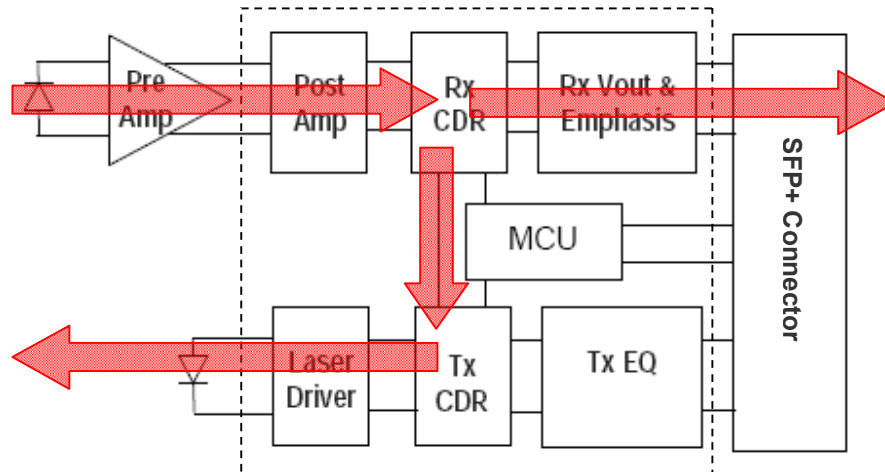 Pre
Amp
Post
Amp
Rx
CDR
Rx Vout &
Emphasis
SFP+ Connector
MCU
Laser
Driver
Tx
CDR
Tx EQ